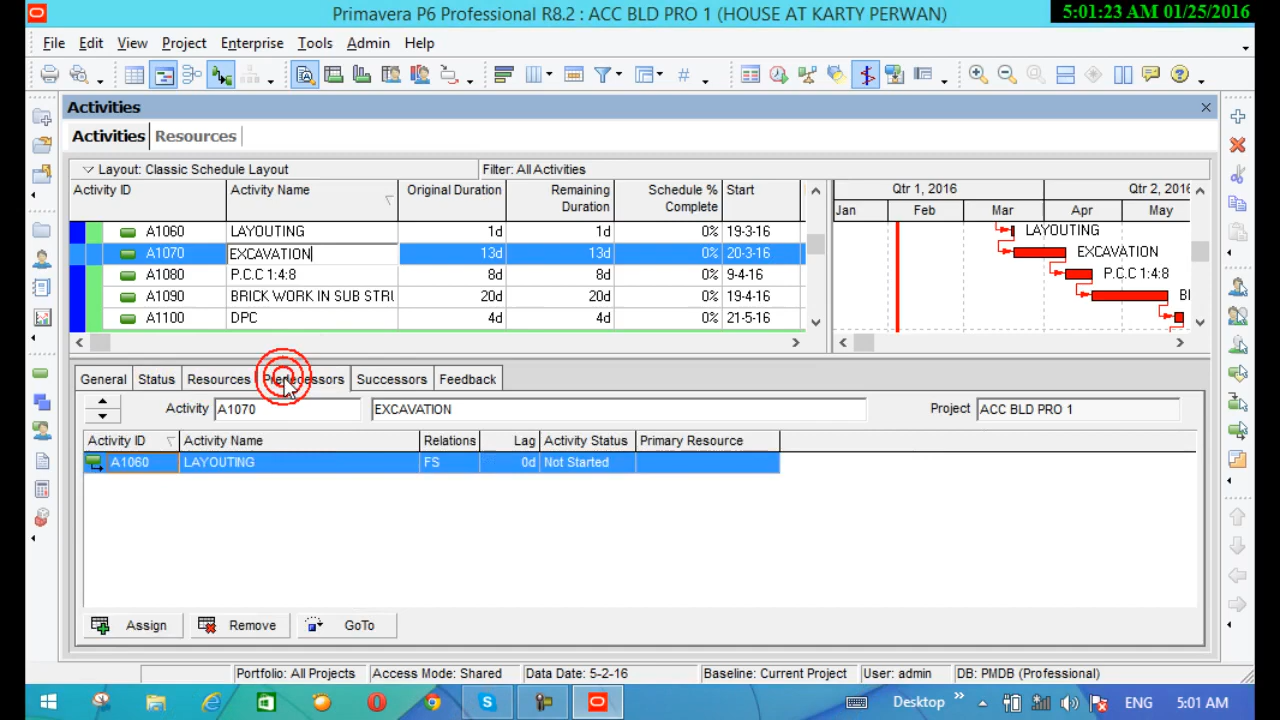 Primavera P6 Professional R8.2 : ACC BLD PRO 1 (HOUSE AT KARTY PERWAN)
5:01:23 AM 01/25/2016
File Edit View Project Enterprise Tools Admin Help
Activities
Activities Resources
Layout: Classic Schedule Layout Filter: All Activities
Activity ID Activity Name Original Duration Remaining Duration Schedule % Complete Start
Qtr 1, 2016 Qtr 2, 2016
Jan Feb Mar Apr May
A1060 LAYOUTING 1d 1d 0% 19-3-16 LAYOUTING
A1070 EXCAVATION 13d 13d 0% 20-3-16 EXCAVATION
A1080 P.C.C 1:4:8 8d 8d 0% 9-4-16 P.C.C 1:4:8
A1090 BRICK WORK IN SUB STRU 20d 20d 0% 19-4-16
A1100 DPC 4d 4d 0% 21-5-16
General Status Resources Predecessors Successors Feedback
Activity A1070 EXCAVATION Project ACC BLD PRO 1
Activity ID Activity Name Relations Lag Activity Status Primary Resource
A1060 LAYOUTING FS 0d Not Started
Assign Remove GoTo
Portfolio: All Projects Access Mode: Shared Data Date: 5-2-16 Baseline: Current Project User: admin DB: PMDB (Professional)
Desktop » ENG 5:01 AM